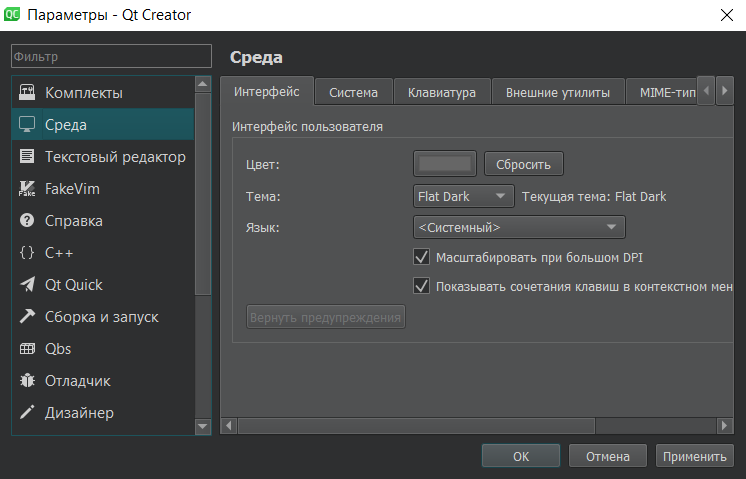 QC Параметры - Qt Creator
Фильтр
Комплекты
Среда
Текстовый редактор
Fake FakeVim
Справка
{} C++
Qt Quick
Сборка и запуск
Qbs
Отладчик
Дизайнер
Среда
Интерфейс Система Клавиатура Внешние утилиты MIME-тип
Интерфейс пользователя
Цвет: Сбросить
Тема: Flat Dark Текущая тема: Flat Dark
Язык: <Системный>
Масштабировать при большом DPI
Показывать сочетания клавиш в контекстном мен
Вернуть предупреждения
OK Отмена Применить